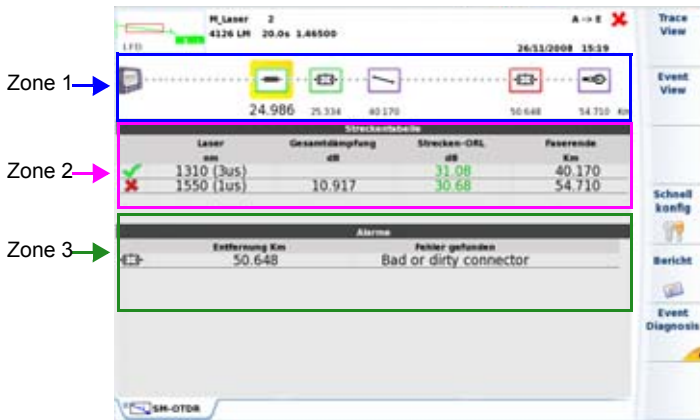 M_Laser 2 A -> E
4126 LM 20.0s 1.46500
LFD 26/11/2008 15:19
Trace View
Zone 1
24.986 25.334 40.170 50.648 54.710 Km
Event View
Streckentabelle
Laser Gesamtdämpfung Strecken-ORL Faserende
nm dB dB Km
Zone 2
1310 (3us) 31.08 40.170
1550 (1us) 10.917 30.68 54.710
Schnell konfig
Alarme
Zone 3
Entfernung Km Fehler gefunden
50.648 Bad or dirty connector
Bericht
Event Diagnosis
SM-OTDR